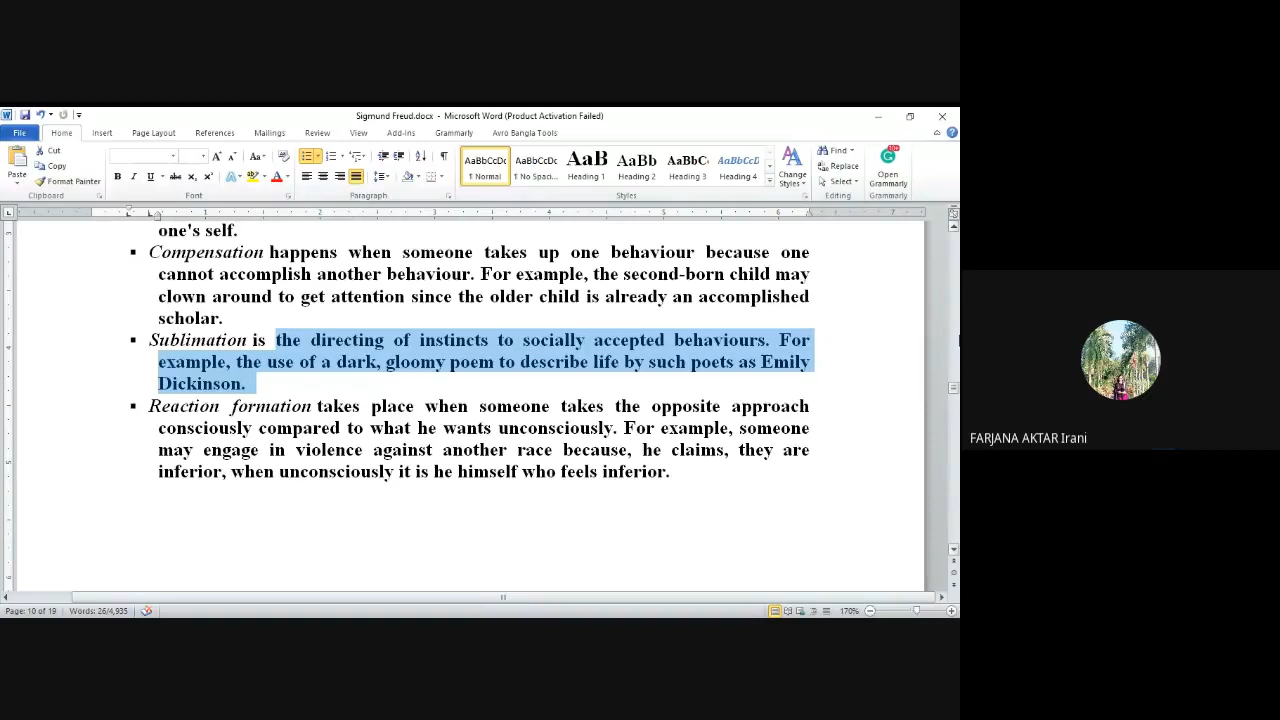 Sigmund Freud.docx - Microsoft Word (Product Activation Failed)
File Home Insert Page Layout References Mailings Review View Add-Ins Grammarly Avro Bangla Tools
Paste Cut Copy Format Painter
Clipboard Font Paragraph Styles Editing
AaBbCcDc AaBbCcDc AaB AaBb AaBbC AaBbCcD
¶ Normal ¶ No Spaci... Heading 1 Heading 2 Heading 3 Heading 4
Change Styles Find Replace Select Open Grammarly
one's self.
▪ Compensation happens when someone takes up one behaviour because one
cannot accomplish another behaviour. For example, the second-born child may
clown around to get attention since the older child is already an accomplished
scholar.
▪ Sublimation is the directing of instincts to socially accepted behaviours. For
example, the use of a dark, gloomy poem to describe life by such poets as Emily
Dickinson.
▪ Reaction formation takes place when someone takes the opposite approach
consciously compared to what he wants unconsciously. For example, someone
may engage in violence against another race because, he claims, they are
inferior, when unconsciously it is he himself who feels inferior.
Page: 10 of 19 Words: 26/4,935 170%
FARJANA AKTAR Irani